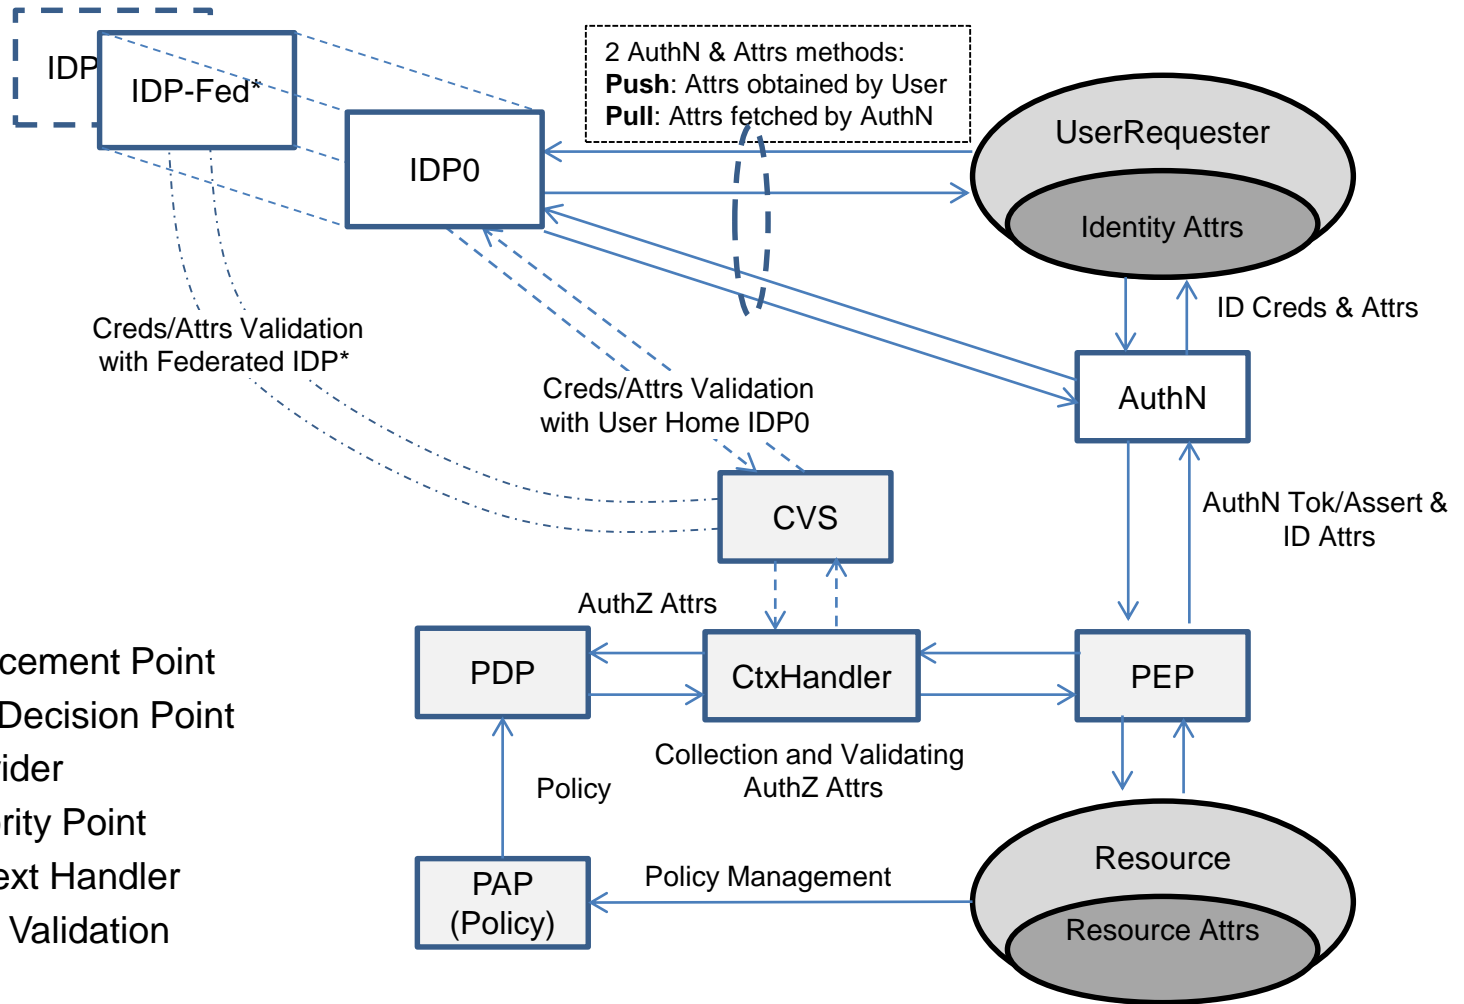 IDP
IDP-Fed*
IDP0
2 AuthN & Attrs methods:
Push: Attrs obtained by User
Pull: Attrs fetched by AuthN
UserRequester
Identity Attrs
ID Creds & Attrs
Creds/Attrs Validation
with Federated IDP*
Creds/Attrs Validation
with User Home IDP0
AuthN
CVS
AuthN Tok/Assert &
ID Attrs
AuthZ Attrs
PDP
CtxHandler
PEP
Collection and Validating
AuthZ Attrs
Policy
PAP
(Policy)
Policy Management
Resource
Resource Attrs
cement Point
Decision Point
ider
rity Point
ext Handler
Validation